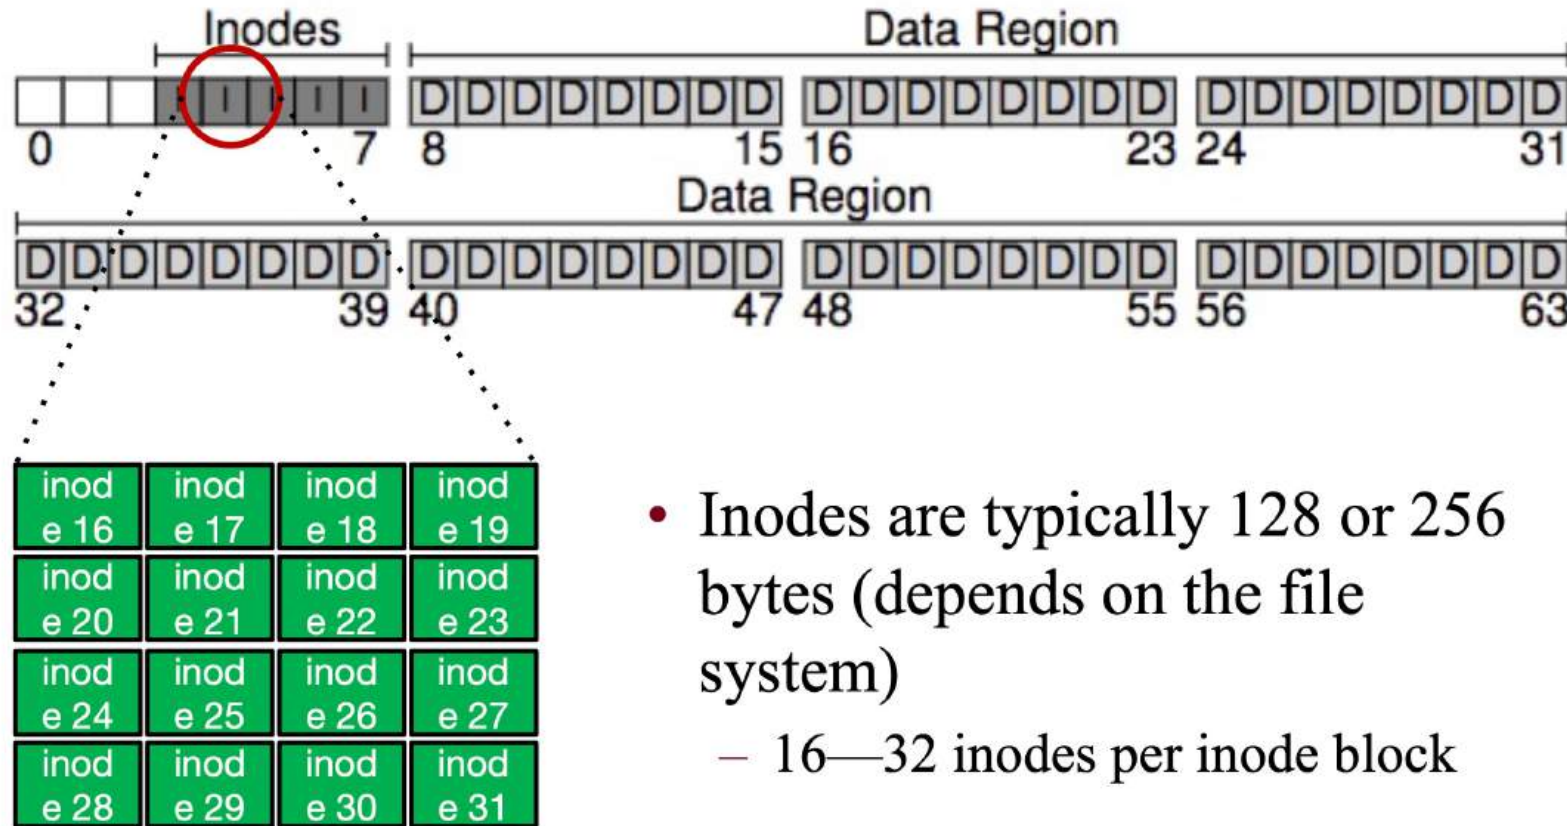 Inodes Data Region
I I I I I D D D D D D D D D D D D D D D D D D D D D D D D
0 7 8 15 16 23 24 31
Data Region
D D D D D D D D D D D D D D D D D D D D D D D D D D D D D D D D
32 39 40 47 48 55 56 63
inod inod inod inod
e 16 e 17 e 18 e 19
inod inod inod inod
e 20 e 21 e 22 e 23
inod inod inod inod
e 24 e 25 e 26 e 27
inod inod inod inod
e 28 e 29 e 30 e 31
• Inodes are typically 128 or 256
bytes (depends on the file
system)
– 16—32 inodes per inode block